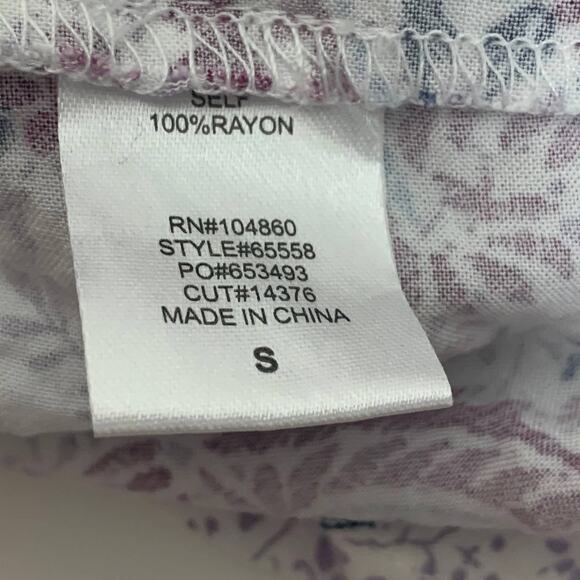 SELF
100%RAYON
RN#104860
STYLE#65558
PO#653493
CUT#14376
MADE IN CHINA
S